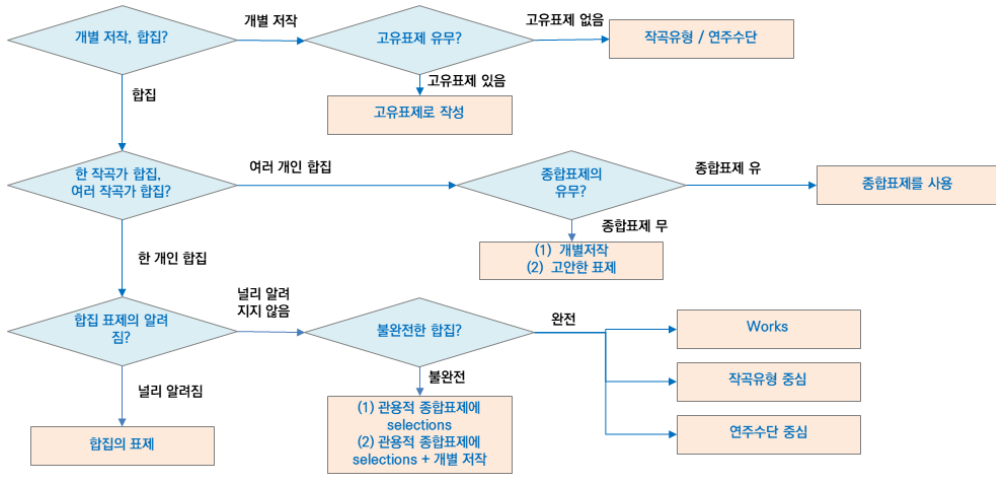 개별 저작, 합집?
개별 저작
고유표제 유무?
고유표제 없음
작곡유형 / 연주수단
고유표제 있음
고유표제로 작성
합집
한 작곡가 합집,
여러 작곡가 합집?
여러 개인 합집
종합표제의
유무?
종합표제 유
종합표제를 사용
종합표제 무
(1) 개별저작
(2) 고안한 표제
한 개인 합집
합집 표제의 알려
짐?
널리 알려
지지 않음
불완전한 합집?
완전
Works
작곡유형 중심
연주수단 중심
불완전
(1) 관용적 종합표제에
selections
(2) 관용적 종합표제에
selections + 개별 저작
널리 알려짐
합집의 표제